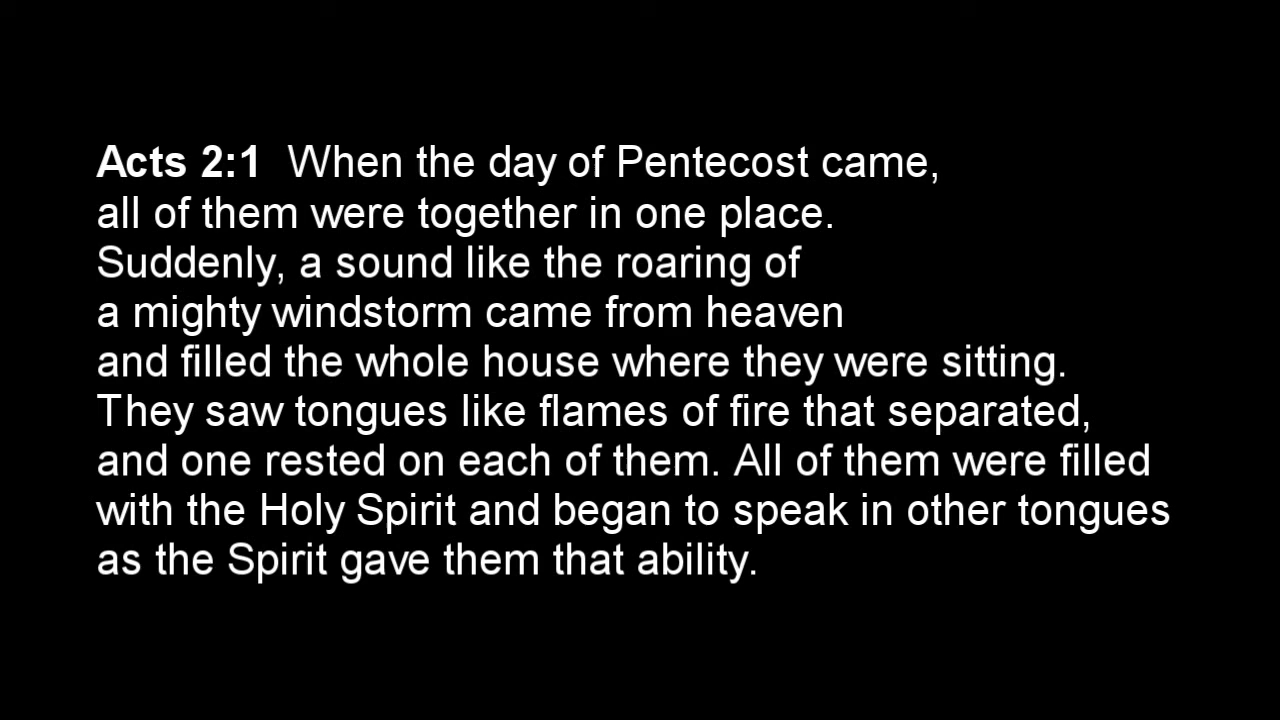 Acts 2:1 When the day of Pentecost came,
all of them were together in one place.
Suddenly, a sound like the roaring of
a mighty windstorm came from heaven
and filled the whole house where they were sitting.
They saw tongues like flames of fire that separated,
and one rested on each of them. All of them were filled
with the Holy Spirit and began to speak in other tongues
as the Spirit gave them that ability.